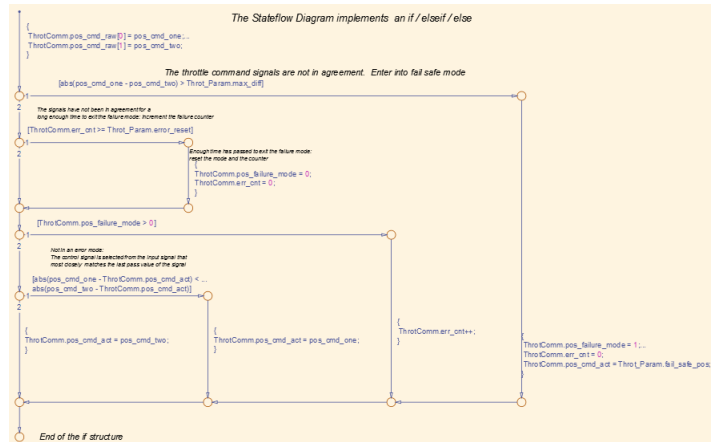 The Stateflow Diagram implements an if / elseif / else
{
ThrotComm.pos_cmd_raw[0] = pos_cmd_one;...
ThrotComm.pos_cmd_raw[1] = pos_cmd_two;
}
The throttle command signals are not in agreement. Enter into fail safe mode
[abs(pos_cmd_one - pos_cmd_two) > Throt_Param.max_diff]
1
2
The signals have not been in agreement for a
long enough time to exit the failure mode: increment the failure counter
[ThrotComm.err_cnt >= Throt_Param.error_reset]
1
2
Enough time has passed to exit the failure mode:
reset the mode and the counter
{
ThrotComm.pos_failure_mode = 0;
ThrotComm.err_cnt = 0;
}
[ThrotComm.pos_failure_mode > 0]
1
2
Not in an error mode:
The control signal is selected from the input signal that
most closely matches the last pass value of the signal
[abs(pos_cmd_one - ThrotComm.pos_cmd_act) < ...
abs(pos_cmd_two - ThrotComm.pos_cmd_act)]
1
2
{
ThrotComm.pos_cmd_act = pos_cmd_two;
}
{
ThrotComm.pos_cmd_act = pos_cmd_one;
}
{
ThrotComm.err_cnt++;
}
{
ThrotComm.pos_failure_mode = 1;...
ThrotComm.err_cnt = 0;
ThrotComm.pos_cmd_act = Throt_Param.fail_safe_pos;
}
End of the if structure